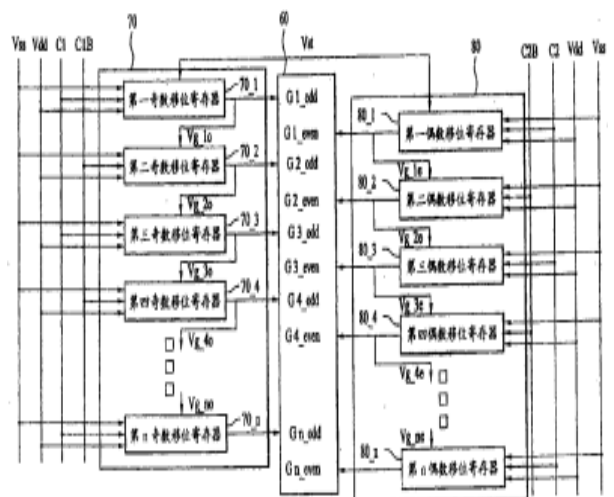 70
60
Vss
Vdd
C1
C1B
Vst
80
C2B
C2
Vdd
Vss
第一奇数移位寄存器
70_1
G1_odd
80_1
第一偶数移位寄存器
G1_even
Vg_1o
第二奇数移位寄存器
70_2
G2_odd
Vg_1e
80_2
第二偶数移位寄存器
G2_even
Vg_2o
第三奇数移位寄存器
70_3
G3_odd
Vg_2e
80_3
第三偶数移位寄存器
G3_even
Vg_3o
第四奇数移位寄存器
70_4
G4_odd
Vg_3e
80_4
第四偶数移位寄存器
G4_even
Vg_4o
Vg_4e
Vg_no
第n奇数移位寄存器
70_n
Gn_odd
Vg_ne
80_n
第n偶数移位寄存器
Gn_even